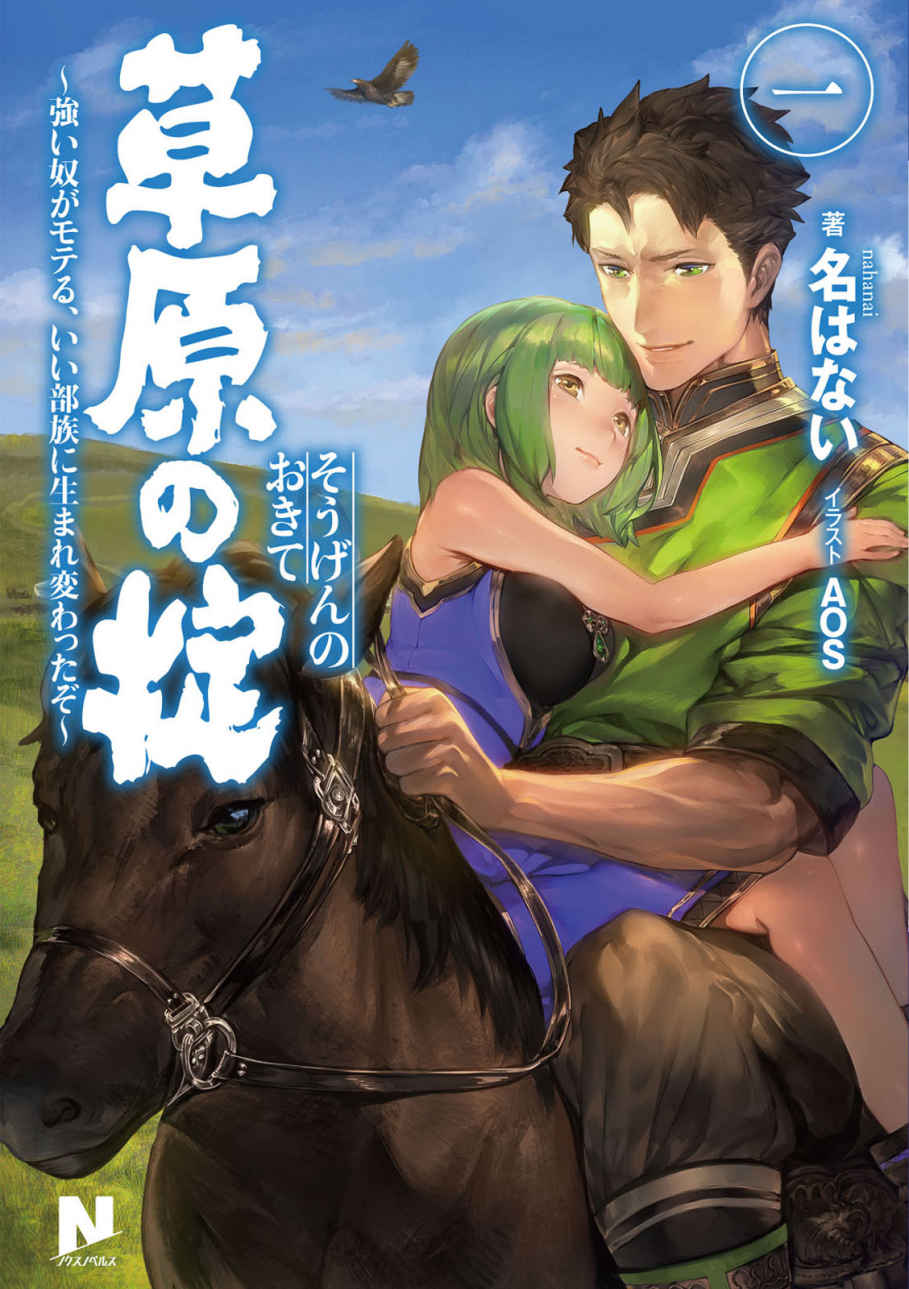 一
著
名はない
nahanai
イラスト
AOS
草原の掟
そうげんの
おきて
~強い奴がモテる、いい部族に生まれ変わったぞ~
N
ノクスノベルス